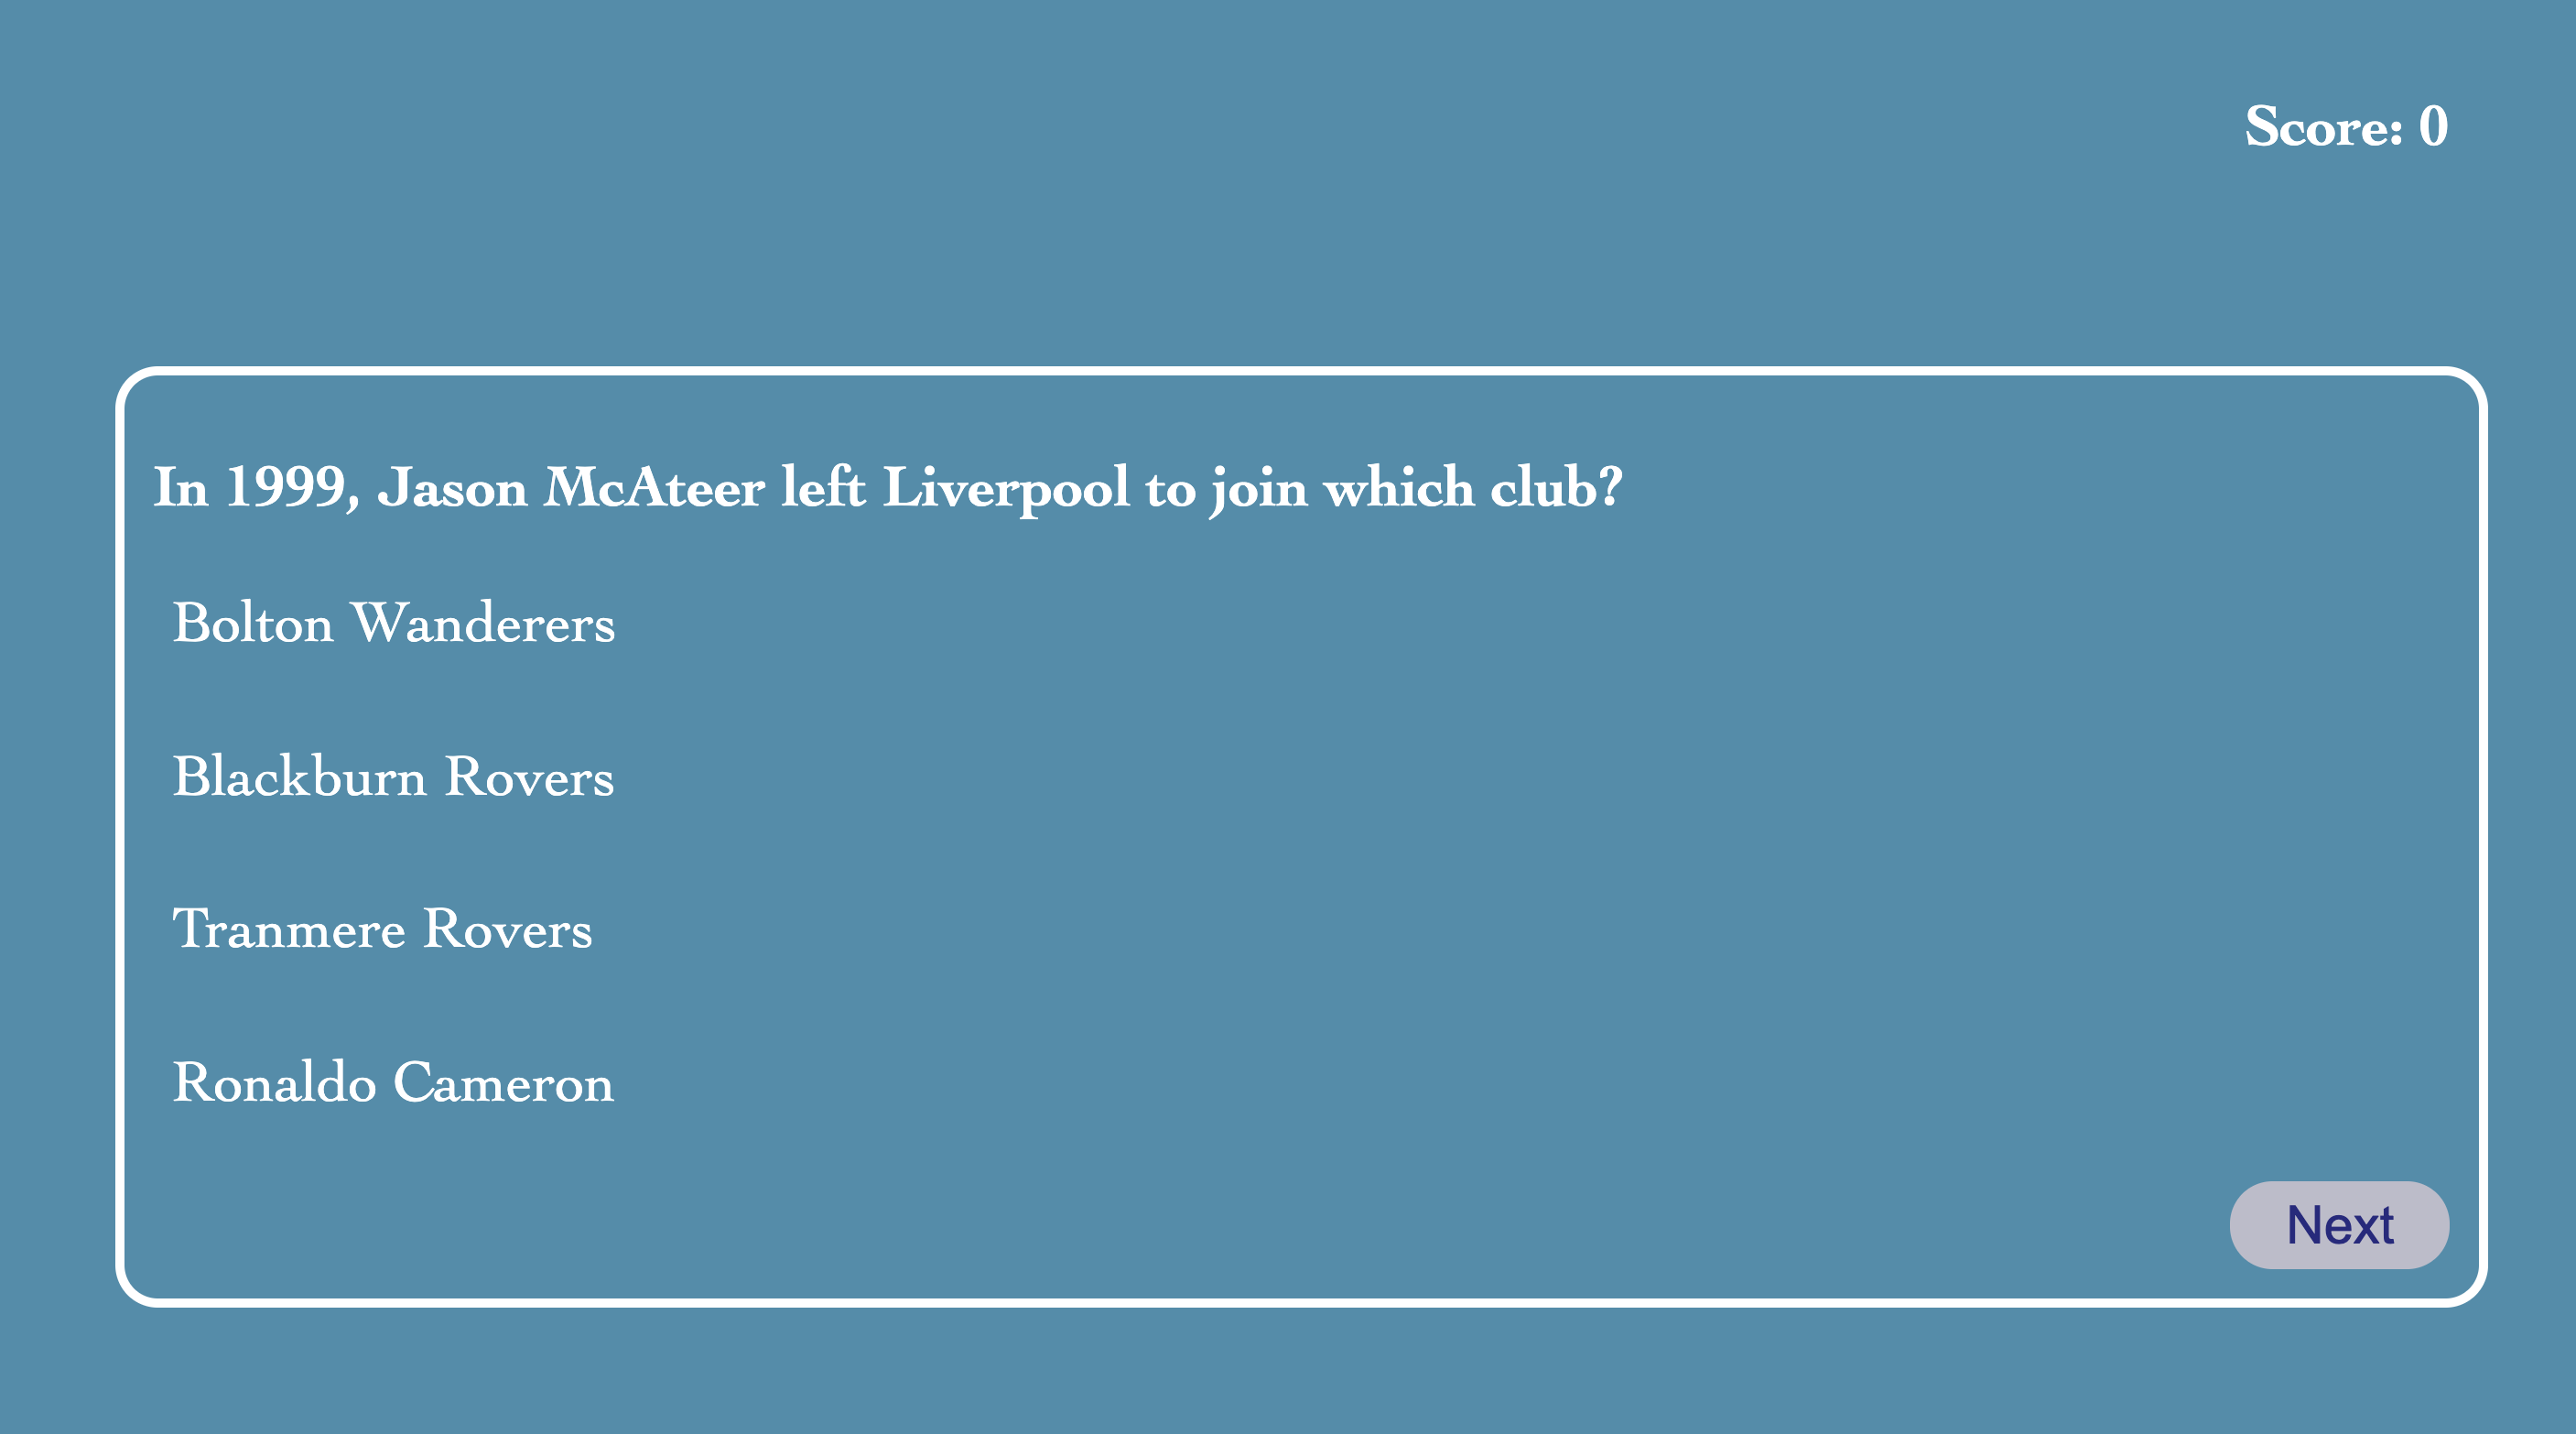 Score: 0
In 1999, Jason McAteer left Liverpool to join which club?
Bolton Wanderers
Blackburn Rovers
Tranmere Rovers
Ronaldo Cameron
Next